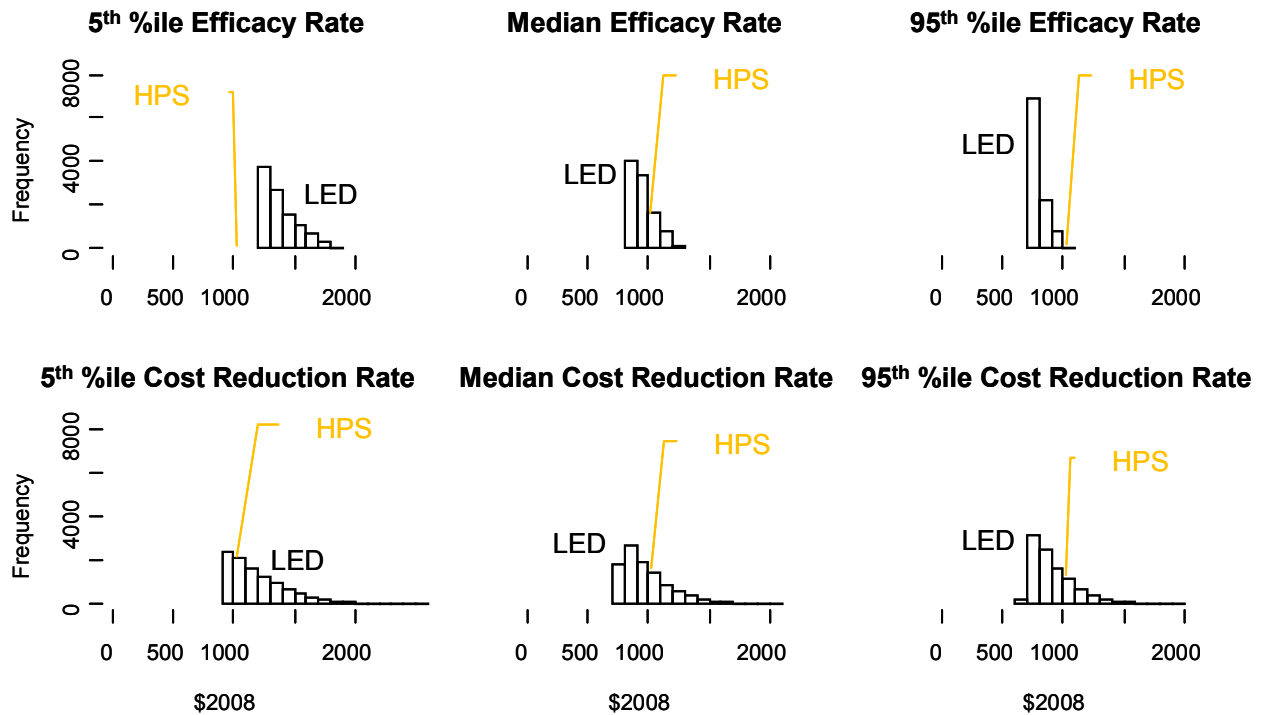 5th %ile Efficacy Rate
Median Efficacy Rate
95th %ile Efficacy Rate
Frequency
0 4000 8000
HPS
LED
LED
HPS
LED
HPS
0 500 1000 2000
0 500 1000 2000
0 500 1000 2000
5th %ile Cost Reduction Rate
Median Cost Reduction Rate
95th %ile Cost Reduction Rate
Frequency
0 4000 8000
HPS
LED
LED
HPS
LED
HPS
0 500 1000 2000
0 500 1000 2000
0 500 1000 2000
$2008
$2008
$2008